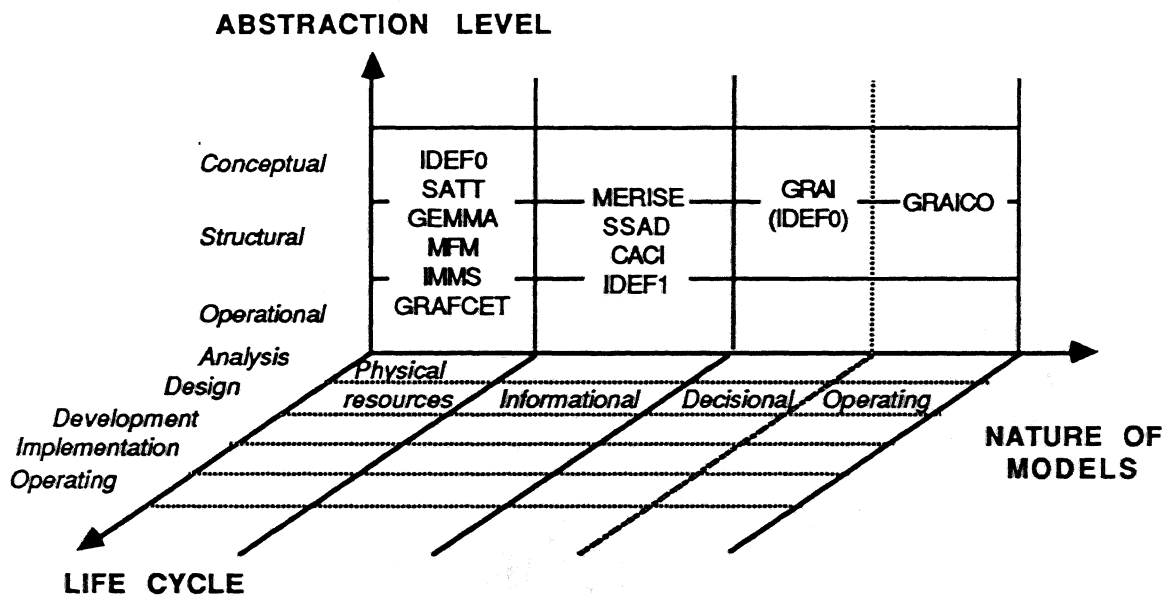 ABSTRACTION LEVEL
Conceptual
Structural
Operational
IDEF0
SATT
GEMMA
MFM
IMMS
GRAFCET
MERISE
SSAD
CACI
IDEF1
GRAI
(IDEF0)
GRAICO
Analysis
Design
Development
Implementation
Operating
Physical
resources
Informational
Decisional
Operating
NATURE OF
MODELS
LIFE CYCLE